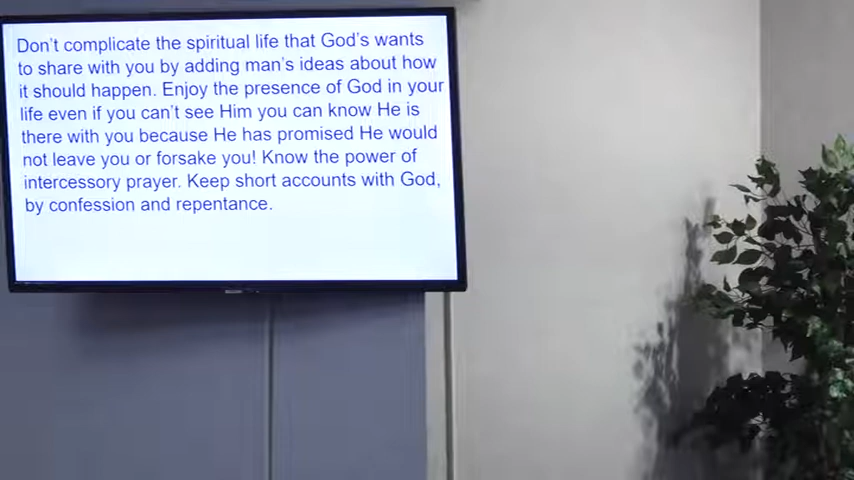 Don't complicate the spiritual life that God's wants
to share with you by adding man's ideas about how
it should happen. Enjoy the presence of God in your
life even if you can't see Him you can know He is
there with you because He has promised He would
not leave you or forsake you! Know the power of
intercessory prayer. Keep short accounts with God,
by confession and repentance.